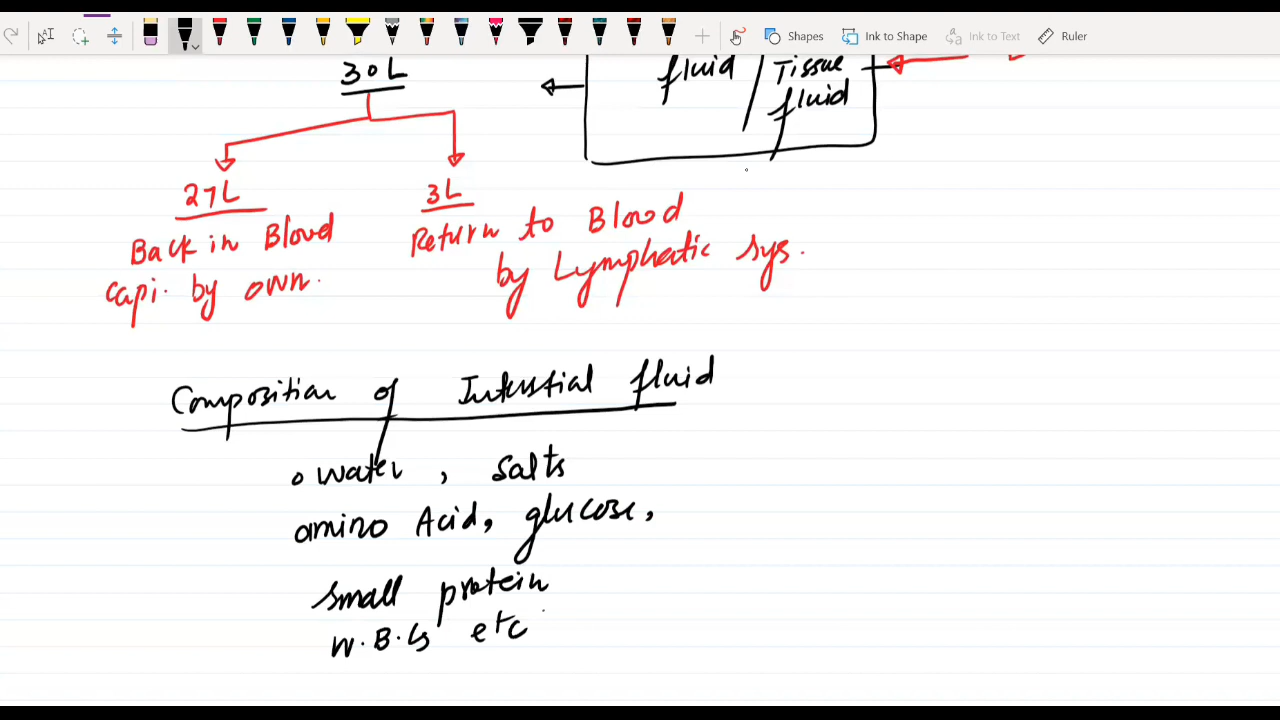 Shapes
Ink to Shape
Ink to Text
Ruler
30L
fluid / Tissue
fluid
27L
Back in Blood
capi. by own.
3L
Return to Blood
by Lymphatic sys.
Composition of Interstial fluid
water, salts
amino Acid, glucose,
small protein
W.B.Cs etc